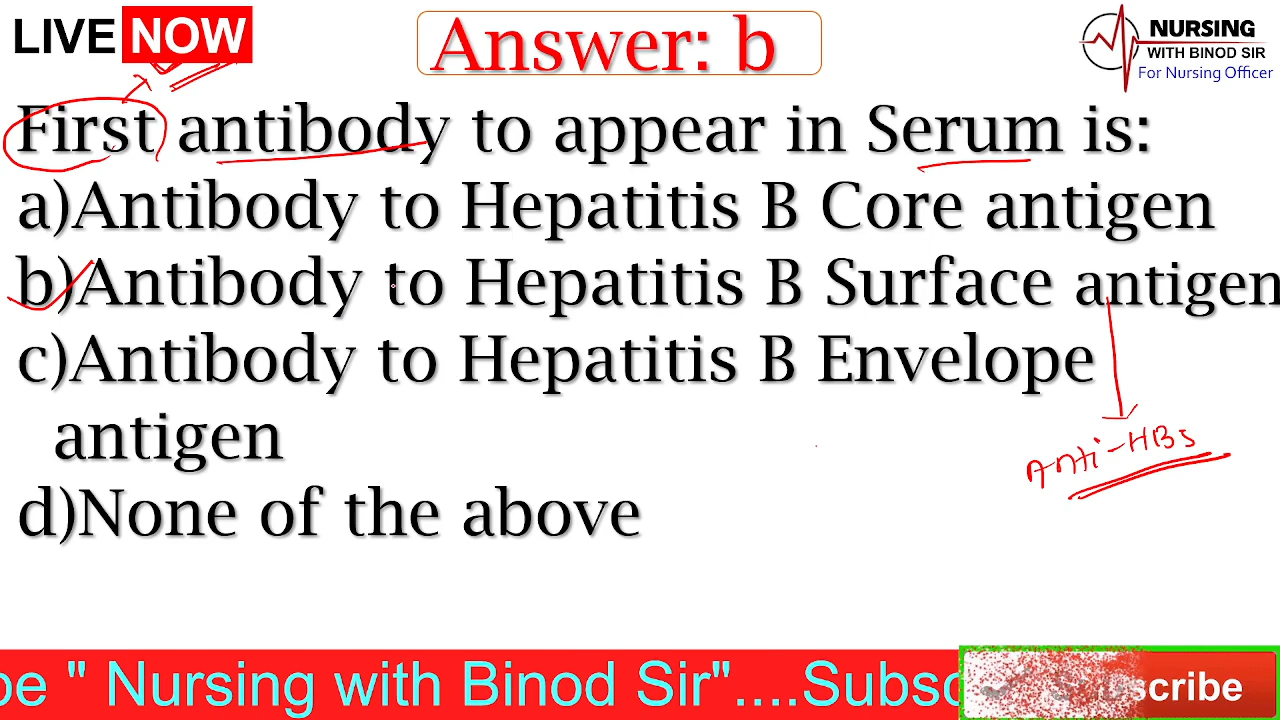 LIVE NOW
Answer: b
NURSING
WITH BINOD SIR
For Nursing Officer
First antibody to appear in Serum is:
a)Antibody to Hepatitis B Core antigen
b)Antibody to Hepatitis B Surface antigen
c)Antibody to Hepatitis B Envelope
antigen
Anti-HBs
d)None of the above
be " Nursing with Binod Sir"....Subsc
scribe